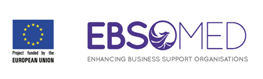 EBSOMED
ENHANCING BUSINESS SUPPORT ORGANISATIONS
Project funded by the
EUROPEAN UNION